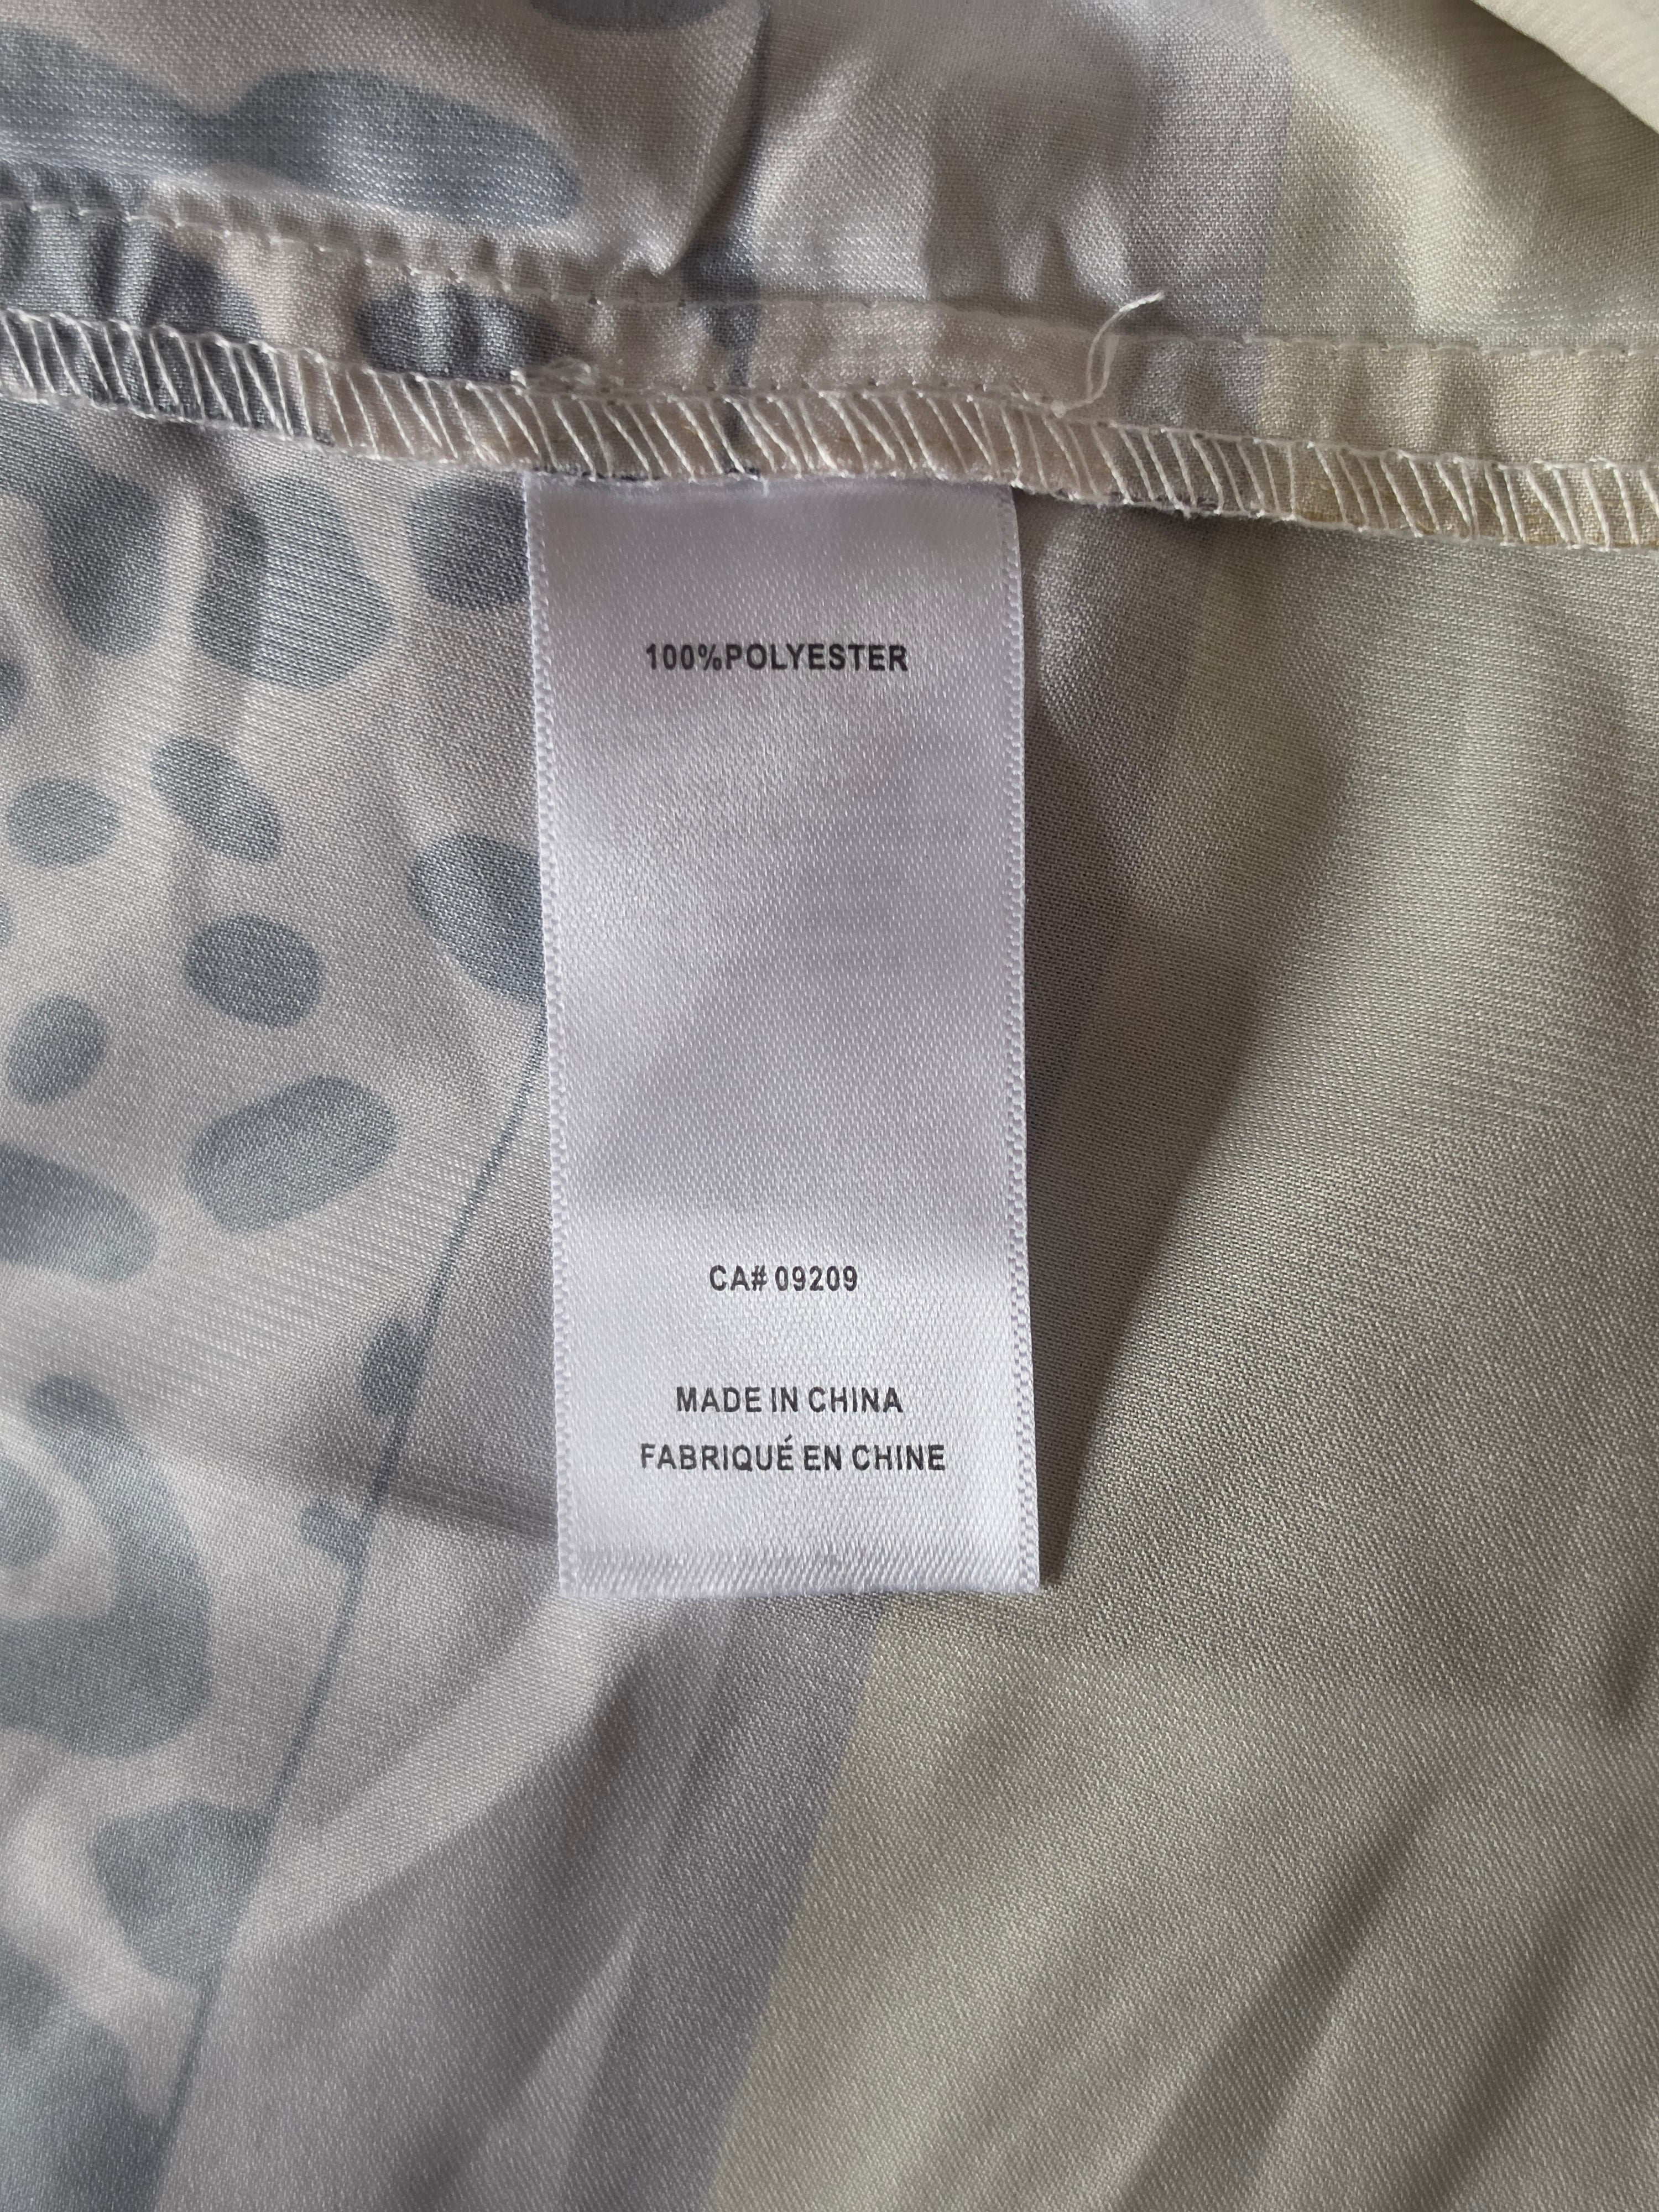 100%POLYESTER
CA# 09209
MADE IN CHINA
FABRIQUÉ EN CHINE